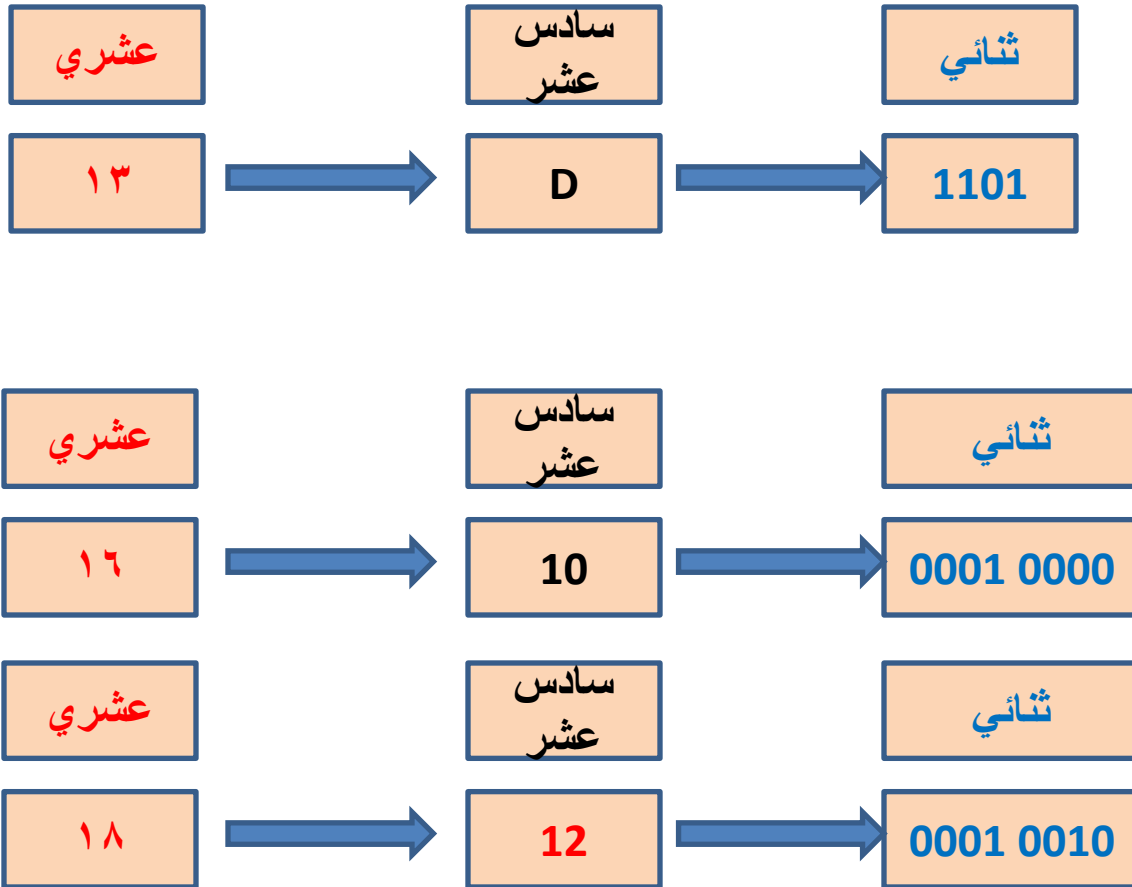 عشري
سادس
عشر
ثنائي
١٣
D
1101
عشري
سادس
عشر
ثنائي
١٦
10
0001 0000
عشري
سادس
عشر
ثنائي
١٨
12
0001 0010